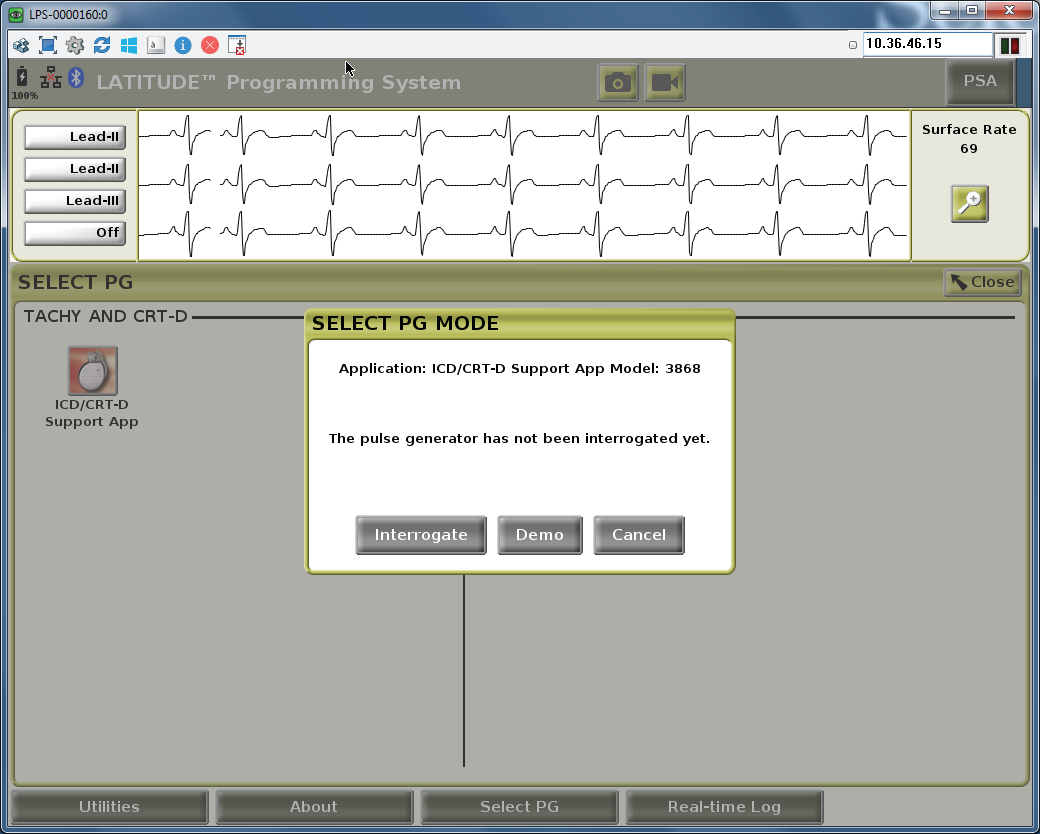 LPS-0000160:0
10.36.46.15
100%
LATITUDE™ Programming System
PSA
Lead-II
Lead-II
Lead-III
Off
Surface Rate
69
SELECT PG
Close
TACHY AND CRT-D
ICD/CRT-D
Support App
SELECT PG MODE
Application: ICD/CRT-D Support App Model: 3868
The pulse generator has not been interrogated yet.
Interrogate
Demo
Cancel
Utilities
About
Select PG
Real-time Log